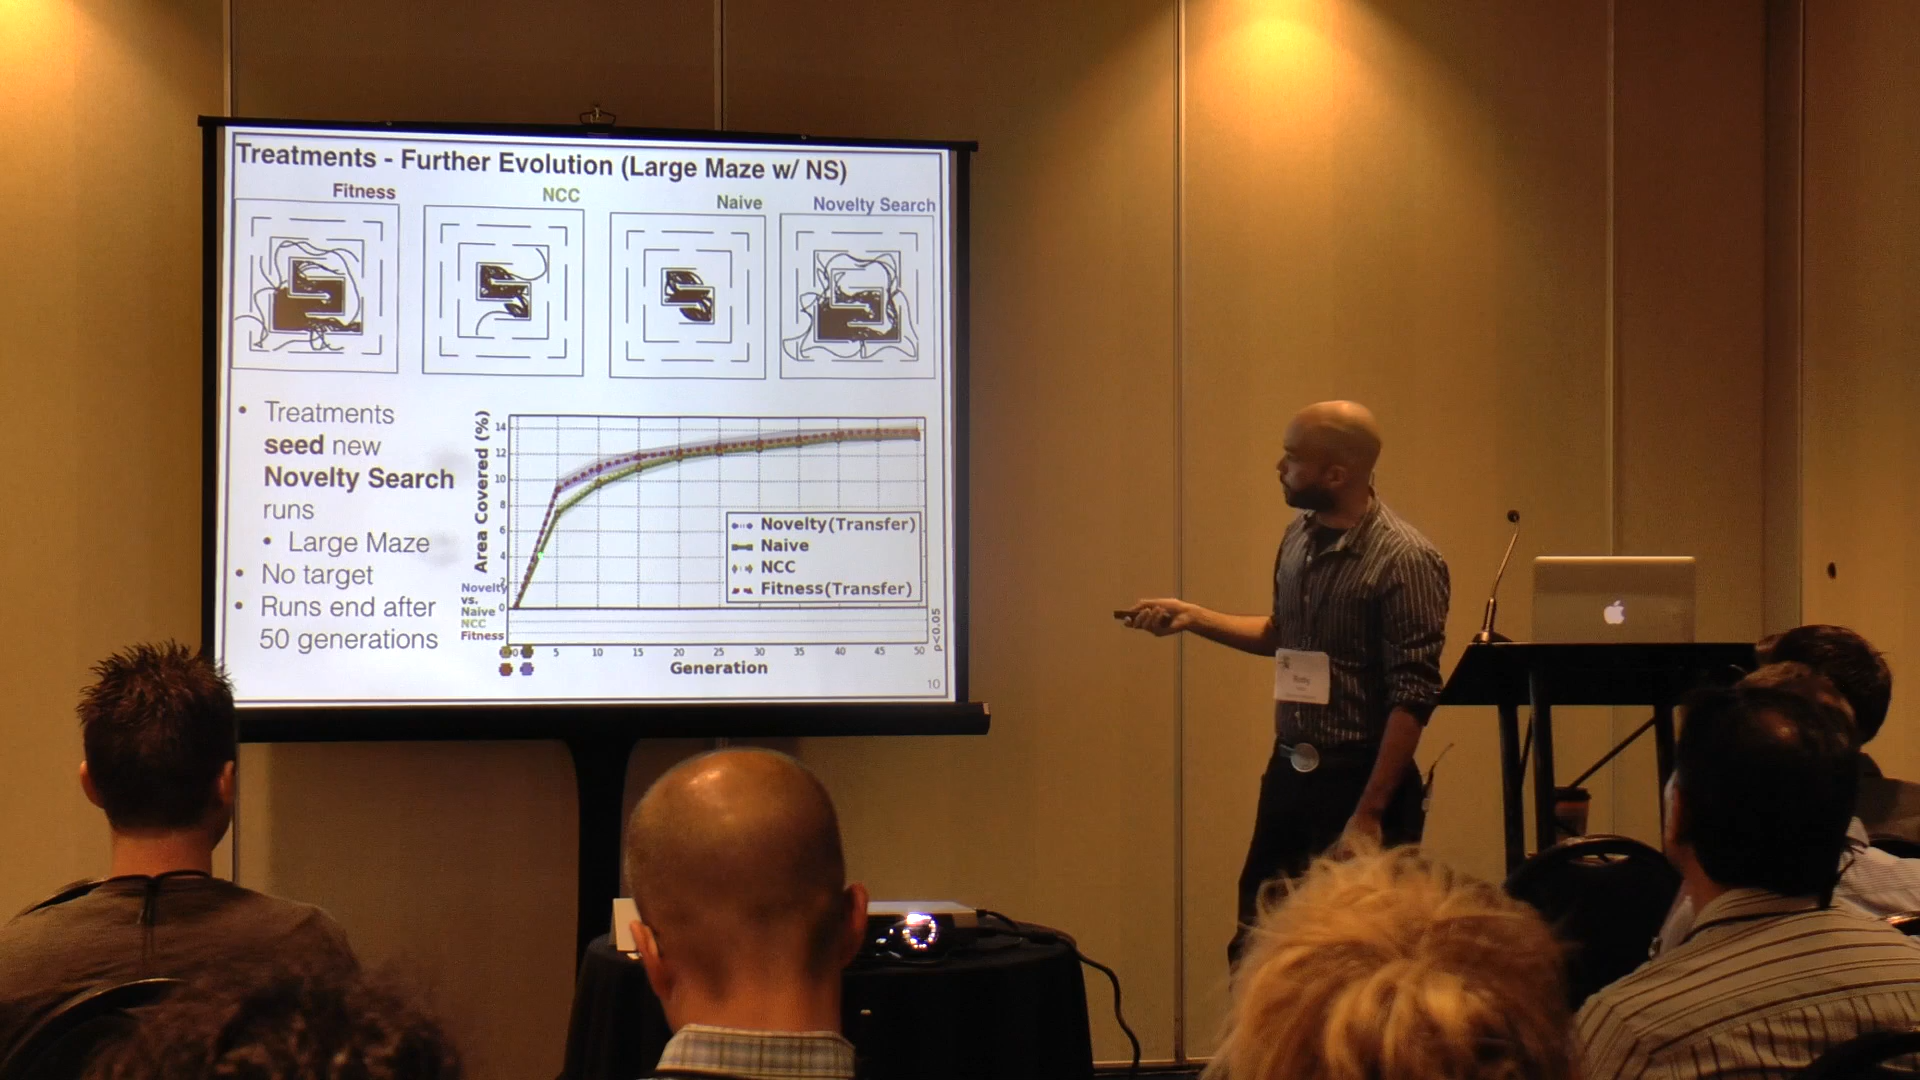 Treatments - Further Evolution (Large Maze w/ NS)
Fitness
NCC
Naive
Novelty Search
• Treatments
seed new
Novelty Search
runs
• Large Maze
• No target
• Runs end after
50 generations
Area Covered (%)
14
12
10
8
6
4
2
0
Novelty(Transfer)
Naive
NCC
Fitness(Transfer)
Novelty
vs.
Naive
NCC
Fitness
p<0.05
0 5 10 15 20 25 30 35 40 45 50
Generation
10